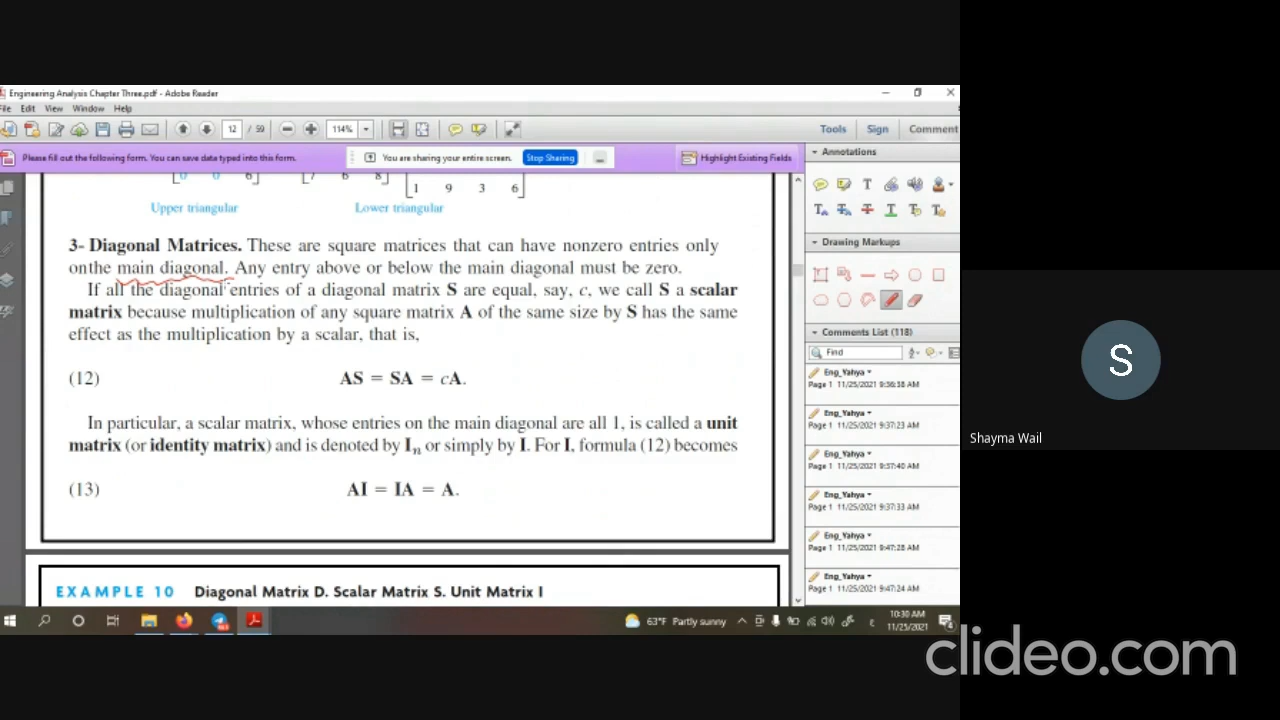 Engineering Analysis Chapter Three.pdf - Adobe Reader
File Edit View Window Help
12 / 59 114% Tools Sign Comment
Please fill out the following form. You can save data typed into this form.
You are sharing your entire screen. Stop Sharing
Highlight Existing Fields
0 0 6 7 6 8
1 9 3 6
Upper triangular Lower triangular
3- Diagonal Matrices. These are square matrices that can have nonzero entries only
onthe main diagonal. Any entry above or below the main diagonal must be zero.
If all the diagonal entries of a diagonal matrix S are equal, say, c, we call S a scalar
matrix because multiplication of any square matrix A of the same size by S has the same
effect as the multiplication by a scalar, that is,
(12) AS = SA = cA.
In particular, a scalar matrix, whose entries on the main diagonal are all 1, is called a unit
matrix (or identity matrix) and is denoted by Iₙ or simply by I. For I, formula (12) becomes
(13) AI = IA = A.
EXAMPLE 10 Diagonal Matrix D. Scalar Matrix S. Unit Matrix I
Annotations
Drawing Markups
Comments List (118)
Find
Eng_Yahya
Page 1 11/25/2021 9:36:38 AM
Eng_Yahya
Page 1 11/25/2021 9:37:23 AM
Eng_Yahya
Page 1 11/25/2021 9:37:40 AM
Eng_Yahya
Page 1 11/25/2021 9:37:33 AM
Eng_Yahya
Page 1 11/25/2021 9:47:28 AM
Eng_Yahya
Page 1 11/25/2021 9:47:24 AM
63°F Partly sunny
10:30 AM
11/25/2021
S
Shayma Wail
clideo.com